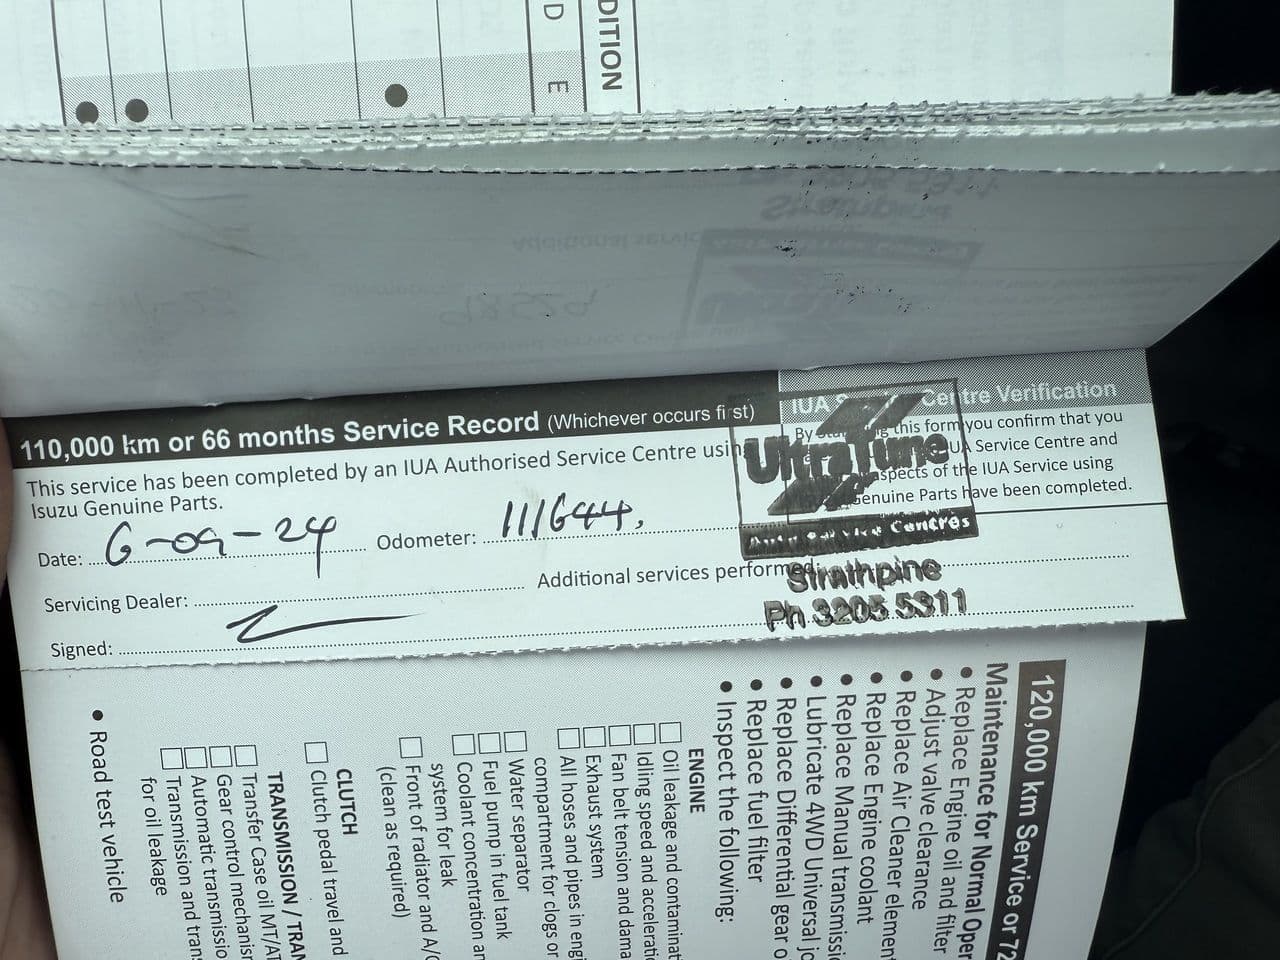 D E
DITION
110,000 km or 66 months Service Record (Whichever occurs fi st)
This service has been completed by an IUA Authorised Service Centre usin
Isuzu Genuine Parts.
Date: 6-09-24 Odometer: 111644,
Servicing Dealer: Additional services performed
Signed:
IUA S Centre Verification
By this form you confirm that you
UA Service Centre and
aspects of the IUA Service using
Genuine Parts have been completed.
UltraTune
Centres
Strathpine
Ph 3205 5311
120,000 km Service or 72
Maintenance for Normal Oper
• Replace Engine oil and filter
• Adjust valve clearance
• Replace Air Cleaner element
• Replace Engine coolant
• Replace Manual transmissi
• Lubricate 4WD Universal jo
• Replace Differential gear o
• Replace fuel filter
• Inspect the following:
ENGINE
Oil leakage and contaminat
Idling speed and acceleratio
Fan belt tension and dama
Exhaust system
All hoses and pipes in engi
compartment for clogs or
Water separator
Fuel pump in fuel tank
Coolant concentration an
system for leak
Front of radiator and A/C
(clean as required)
CLUTCH
Clutch pedal travel and
TRANSMISSION / TRAN
Transfer Case oil MT/AT
Gear control mechanism
Automatic transmissio
Transmission and trans
for oil leakage
• Road test vehicle